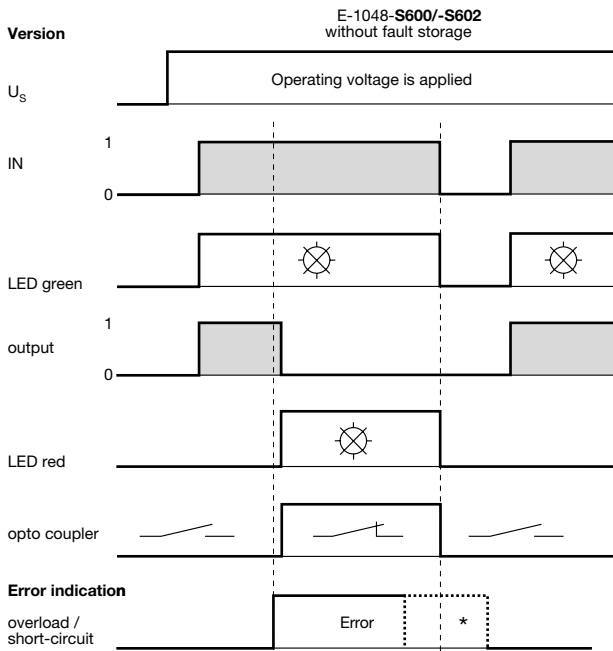 Version
E-1048-S600/-S602
without fault storage
US
Operating voltage is applied
IN
1
0
LED green
output
1
0
LED red
opto coupler
Error indication
overload /
short-circuit
Error
*